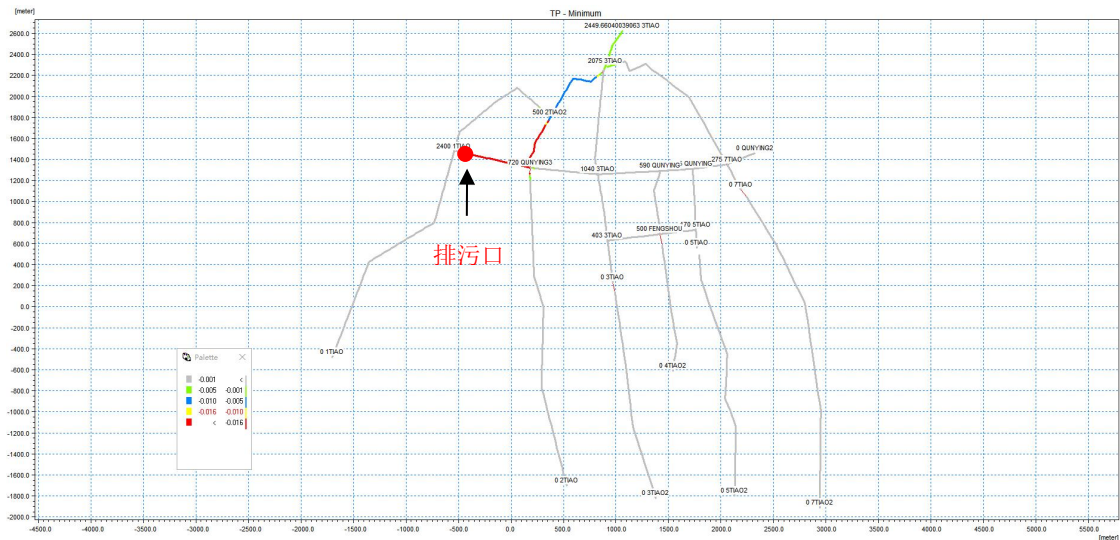 TP - Minimum
[meter]
2449.66040039063 3TIAO
2600.0
2400.0
2075 3TIAO
2200.0
2000.0
500 2TIAO2
1800.0
1600.0
2400 1TIAO
0 QUNYING2
1400.0
720 QUNYING3
590 QUNYING
QUNYING
275 7TIAO
1040 3TIAO
1200.0
0 7TIAO
1000.0
800.0
500 FENGSHOU
70 5TIAO
403 3TIAO
600.0
0 5TIAO
排污口
400.0
0 3TIAO
200.0
0.0
-200.0
0 1TIAO
-400.0
Palette
0 4TIAO2
-600.0
-0.001 <
-0.005 -0.001
-0.010 -0.005
-0.016 -0.010
< -0.016
-800.0
-1000.0
-1200.0
-1400.0
-1600.0
0 2TIAO
0 3TIAO2
0 5TIAO2
-1800.0
0 7TIAO2
-2000.0
-4500.0 -4000.0 -3500.0 -3000.0 -2500.0 -2000.0 -1500.0 -1000.0 -500.0 0.0 500.0 1000.0 1500.0 2000.0 2500.0 3000.0 3500.0 4000.0 4500.0 5000.0 5500.0
[meter]